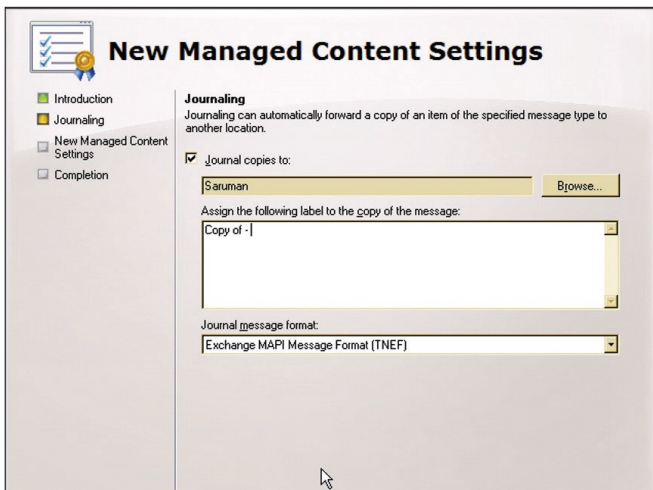 New Managed Content Settings
Introduction
Journaling
New Managed Content
Settings
Completion
Journaling
Journaling can automatically forward a copy of an item of the specified message type to
another location.
Journal copies to:
Saruman
Browse...
Assign the following label to the copy of the message:
Copy of -
Journal message format:
Exchange MAPI Message Format (TNEF)